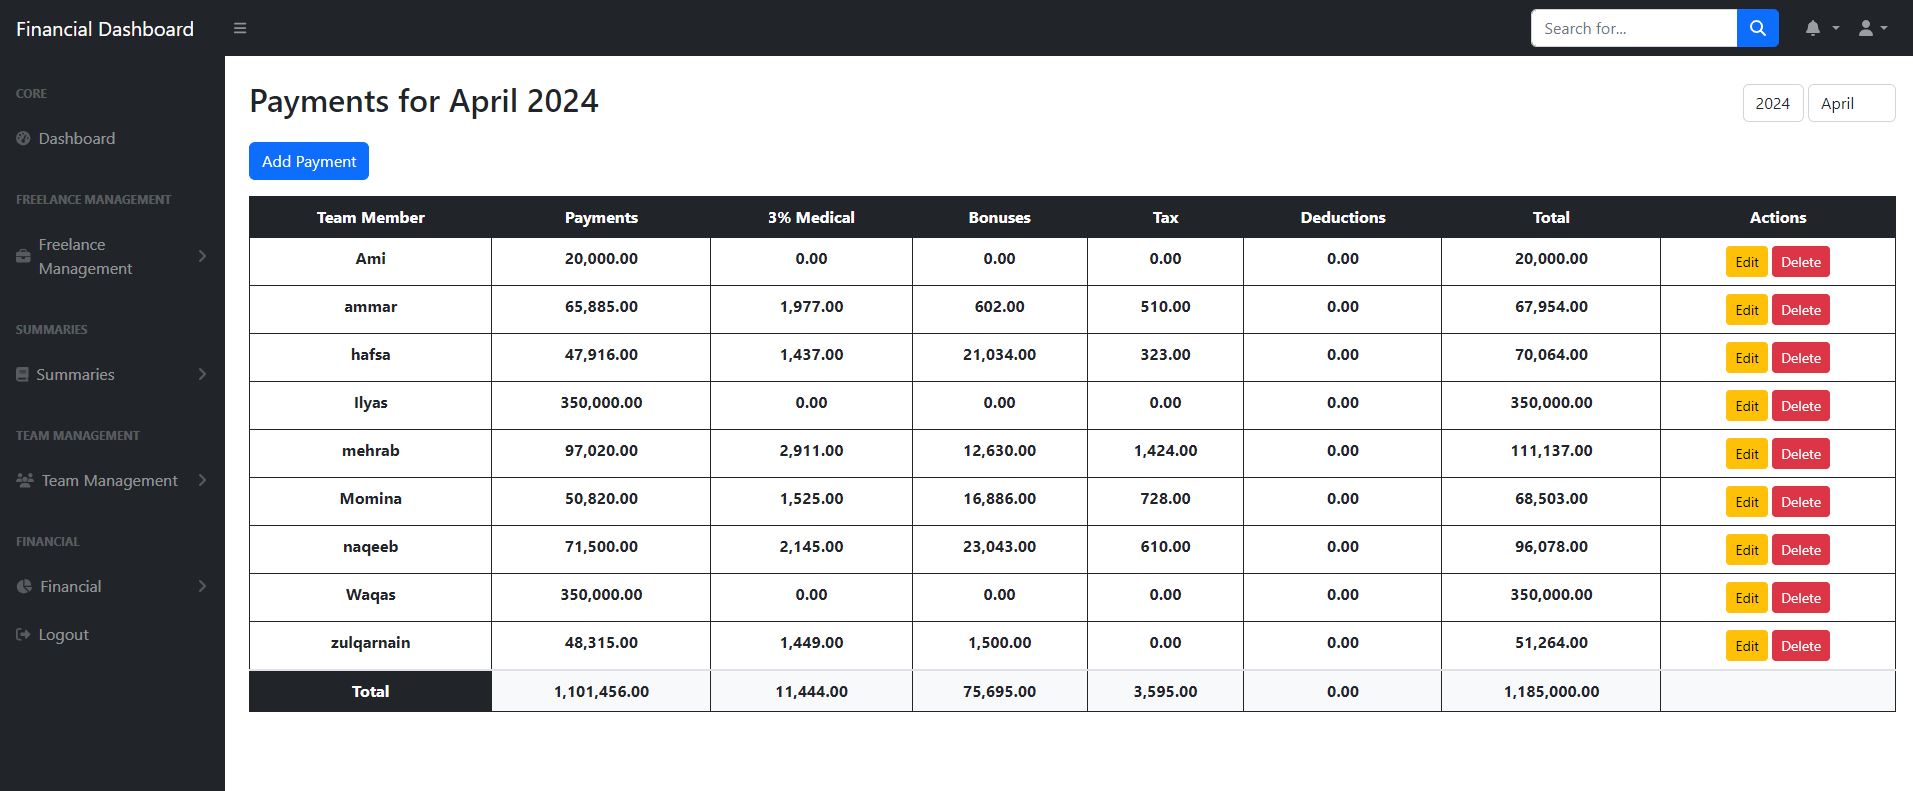 Financial Dashboard
Search for...
CORE
Dashboard
FREELANCE MANAGEMENT
Freelance
Management
SUMMARIES
Summaries
TEAM MANAGEMENT
Team Management
FINANCIAL
Financial
Logout
Payments for April 2024
2024 April
Add Payment
Team Member Payments 3% Medical Bonuses Tax Deductions Total Actions
Ami 20,000.00 0.00 0.00 0.00 0.00 20,000.00 Edit Delete
ammar 65,885.00 1,977.00 602.00 510.00 0.00 67,954.00 Edit Delete
hafsa 47,916.00 1,437.00 21,034.00 323.00 0.00 70,064.00 Edit Delete
Ilyas 350,000.00 0.00 0.00 0.00 0.00 350,000.00 Edit Delete
mehrab 97,020.00 2,911.00 12,630.00 1,424.00 0.00 111,137.00 Edit Delete
Momina 50,820.00 1,525.00 16,886.00 728.00 0.00 68,503.00 Edit Delete
naqeeb 71,500.00 2,145.00 23,043.00 610.00 0.00 96,078.00 Edit Delete
Waqas 350,000.00 0.00 0.00 0.00 0.00 350,000.00 Edit Delete
zulqarnain 48,315.00 1,449.00 1,500.00 0.00 0.00 51,264.00 Edit Delete
Total 1,101,456.00 11,444.00 75,695.00 3,595.00 0.00 1,185,000.00